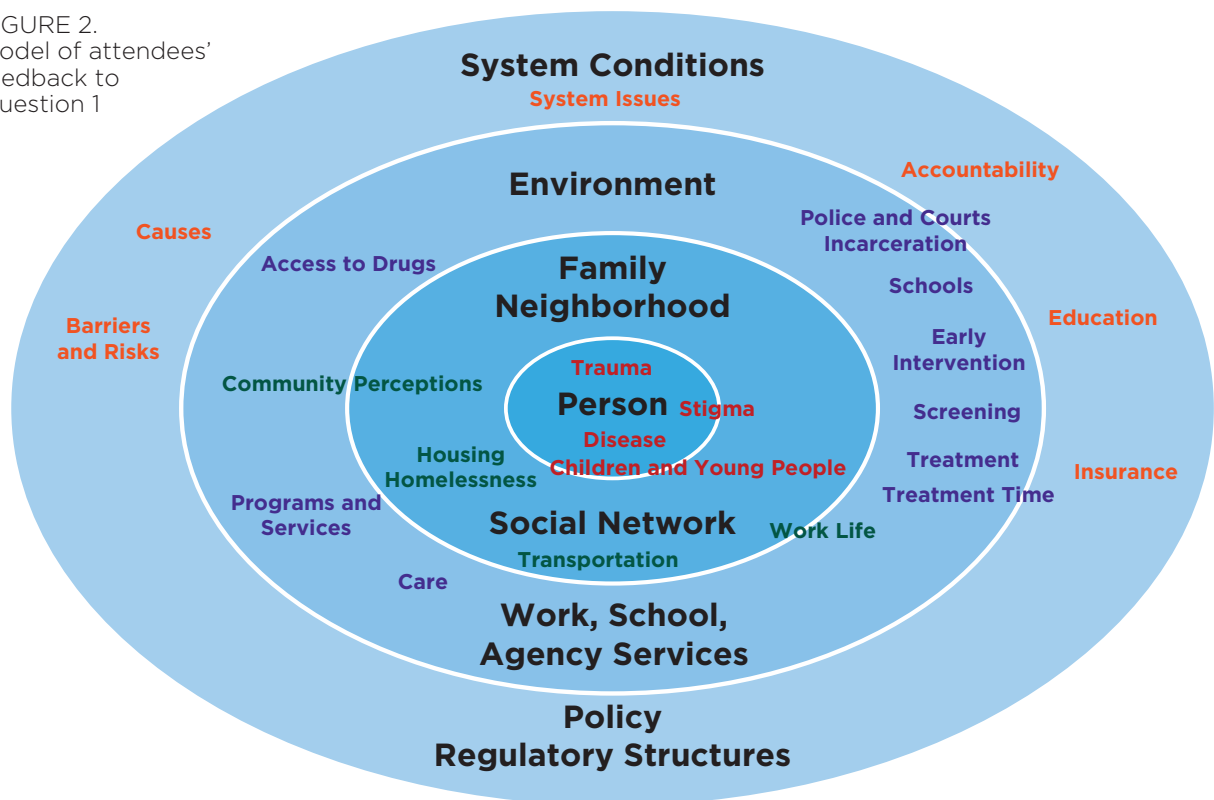 GURE 2.
odel of attendees'
edback to
uestion 1
System Conditions
System Issues
Accountability
Environment
Police and Courts
Incarceration
Causes
Access to Drugs
Family
Neighborhood
Schools
Barriers
and Risks
Education
Early
Intervention
Trauma
Community Perceptions
Person
Stigma
Screening
Disease
Housing
Homelessness
Children and Young People
Treatment
Insurance
Treatment Time
Programs and
Services
Social Network
Work Life
Transportation
Care
Work, School,
Agency Services
Policy
Regulatory Structures